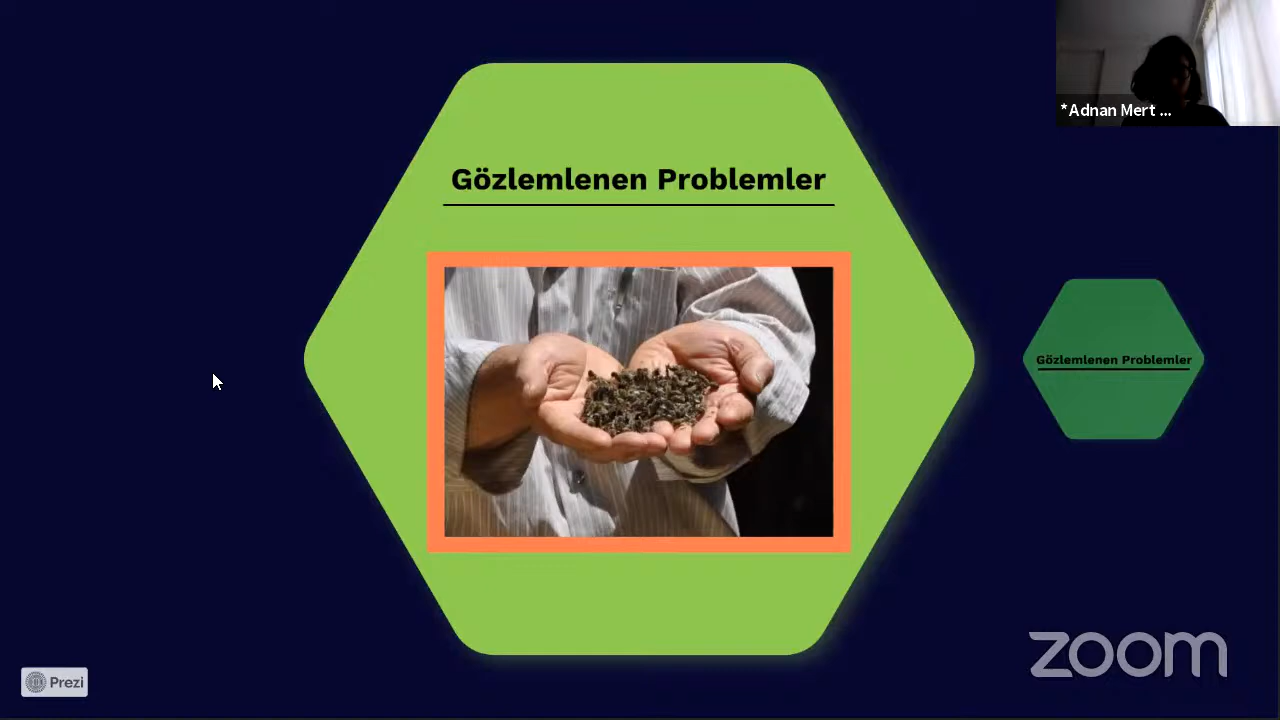 *Adnan Mert ...
Gözlemlenen Problemler
Gözlemlenen Problemler
Prezi
zoom